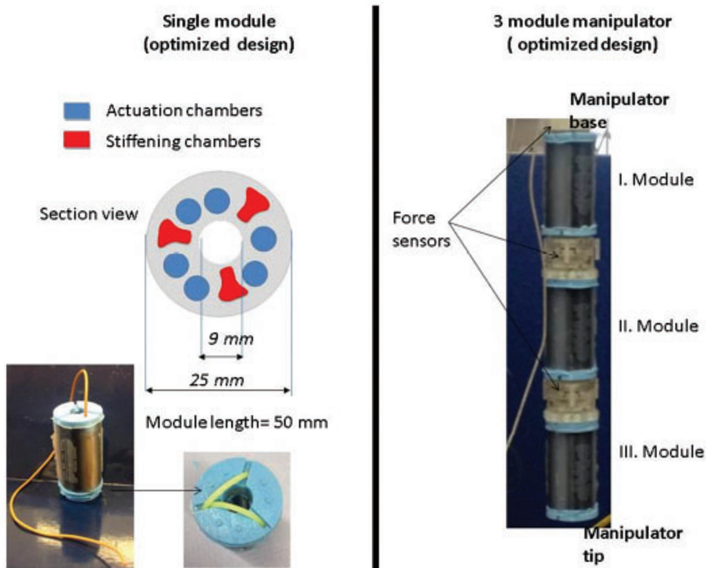 Single module
(optimized design)
Actuation chambers
Stiffening chambers
Section view
9 mm
25 mm
Module length= 50 mm
3 module manipulator
( optimized design)
Manipulator
base
I. Module
Force
sensors
II. Module
III. Module
Manipulator
tip